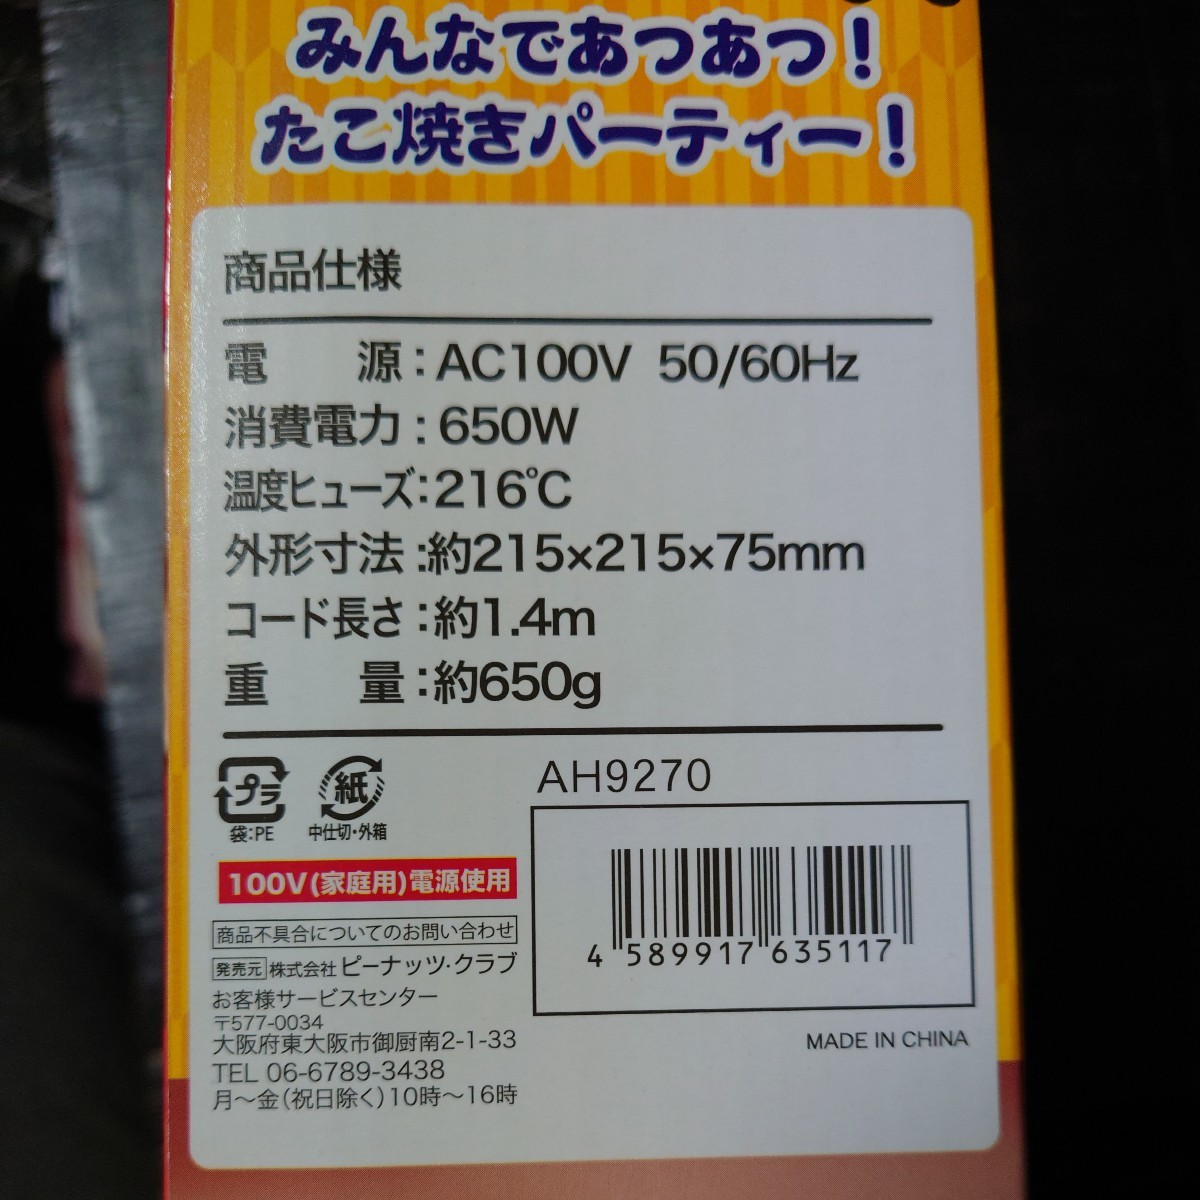 みんなであつあつ！
たこ焼きパーティー！
商品仕様
電 源：AC100V 50/60Hz
消費電力：650W
温度ヒューズ：216℃
外形寸法：約215×215×75mm
コード長さ：約1.4m
重 量：約650g
プラ
袋：PE
紙
中仕切・外箱
AH9270
100V(家庭用)電源使用
4 589917 635117
商品不具合についてのお問い合わせ
発売元 株式会社ピーナッツ・クラブ
お客様サービスセンター
〒577-0034
大阪府東大阪市御厨南2-1-33
TEL 06-6789-3438
月～金(祝日除く)10時～16時
MADE IN CHINA